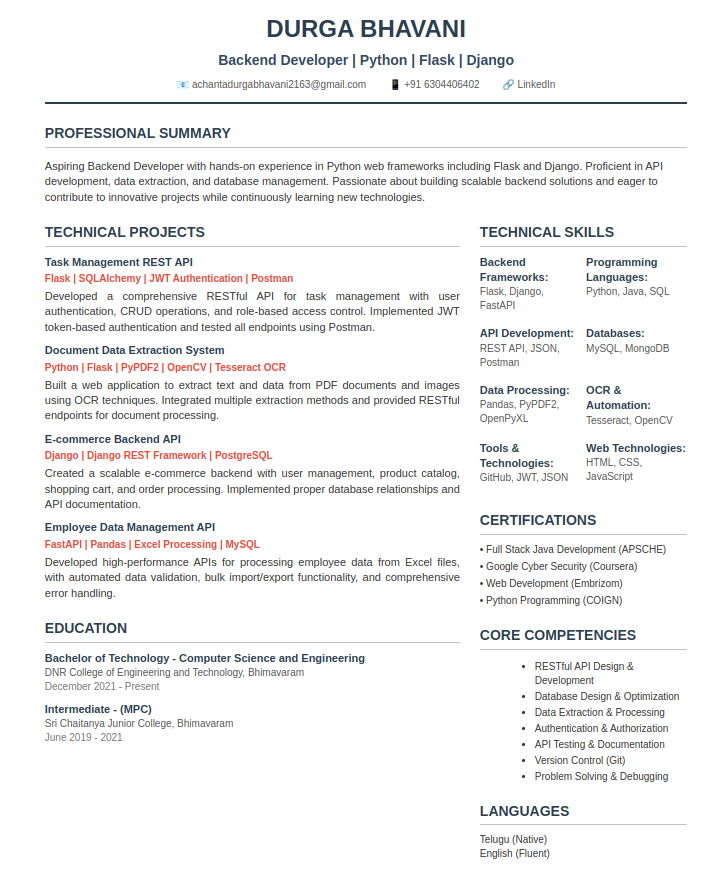 DURGA BHAVANI
Backend Developer | Python | Flask | Django
📧 achantadurgabhavani2163@gmail.com 📱 +91 6304406402 🔗 LinkedIn
PROFESSIONAL SUMMARY
Aspiring Backend Developer with hands-on experience in Python web frameworks including Flask and Django. Proficient in API
development, data extraction, and database management. Passionate about building scalable backend solutions and eager to
contribute to innovative projects while continuously learning new technologies.
TECHNICAL PROJECTS
Task Management REST API
Flask | SQLAlchemy | JWT Authentication | Postman
Developed a comprehensive RESTful API for task management with user
authentication, CRUD operations, and role-based access control. Implemented JWT
token-based authentication and tested all endpoints using Postman.
Document Data Extraction System
Python | Flask | PyPDF2 | OpenCV | Tesseract OCR
Built a web application to extract text and data from PDF documents and images
using OCR techniques. Integrated multiple extraction methods and provided RESTful
endpoints for document processing.
E-commerce Backend API
Django | Django REST Framework | PostgreSQL
Created a scalable e-commerce backend with user management, product catalog,
shopping cart, and order processing. Implemented proper database relationships and
API documentation.
Employee Data Management API
FastAPI | Pandas | Excel Processing | MySQL
Developed high-performance APIs for processing employee data from Excel files,
with automated data validation, bulk import/export functionality, and comprehensive
error handling.
EDUCATION
Bachelor of Technology - Computer Science and Engineering
DNR College of Engineering and Technology, Bhimavaram
December 2021 - Present
Intermediate - (MPC)
Sri Chaitanya Junior College, Bhimavaram
June 2019 - 2021
TECHNICAL SKILLS
Backend
Frameworks:
Flask, Django,
FastAPI
Programming
Languages:
Python, Java, SQL
API Development:
REST API, JSON,
Postman
Databases:
MySQL, MongoDB
Data Processing:
Pandas, PyPDF2,
OpenPyXL
OCR &
Automation:
Tesseract, OpenCV
Tools &
Technologies:
GitHub, JWT, JSON
Web Technologies:
HTML, CSS,
JavaScript
CERTIFICATIONS
• Full Stack Java Development (APSCHE)
• Google Cyber Security (Coursera)
• Web Development (Embrizom)
• Python Programming (COIGN)
CORE COMPETENCIES
• RESTful API Design &
Development
• Database Design & Optimization
• Data Extraction & Processing
• Authentication & Authorization
• API Testing & Documentation
• Version Control (Git)
• Problem Solving & Debugging
LANGUAGES
Telugu (Native)
English (Fluent)